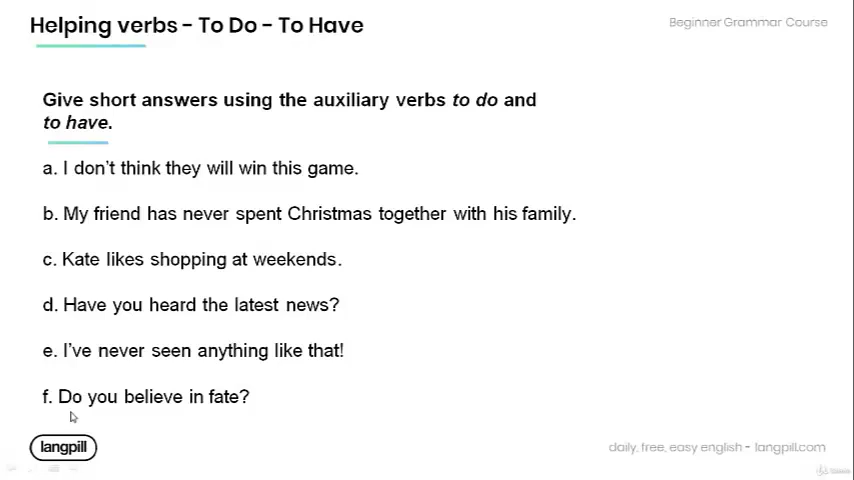 Helping verbs - To Do - To Have
Beginner Grammar Course
Give short answers using the auxiliary verbs to do and
to have.
a. I don't think they will win this game.
b. My friend has never spent Christmas together with his family.
c. Kate likes shopping at weekends.
d. Have you heard the latest news?
e. I've never seen anything like that!
f. Do you believe in fate?
langpill
daily, free, easy english - langpill.com